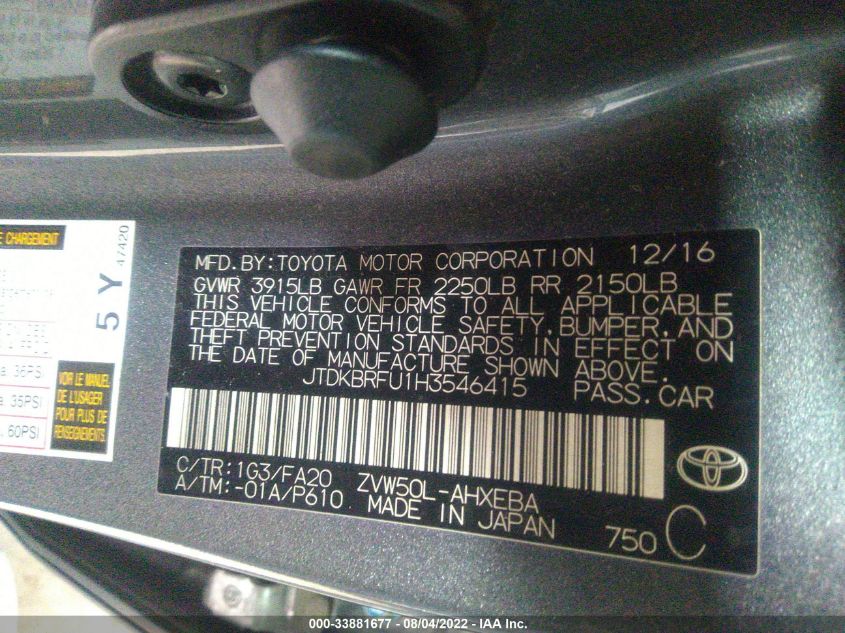 E CHARGEMENT
5 Y
47420
36PSI
35PSI
60PSI
VOIR LE MANUEL
DE L'USAGER
POUR PLUS DE
RENSEIGNEMENTS
MFD.BY:TOYOTA MOTOR CORPORATION 12/16
GVWR 3915LB GAWR FR 2250LB RR 2150LB
THIS VEHICLE CONFORMS TO ALL APPLICABLE
FEDERAL MOTOR VEHICLE SAFETY,BUMPER,AND
THEFT PREVENTION STANDARDS IN EFFECT ON
THE DATE OF MANUFACTURE SHOWN ABOVE.
JTDKBRFU1H3546415 PASS.CAR
C/TR:1G3/FA20 ZVW50L-AHXEBA
A/TM:-01A/P610 MADE IN JAPAN 750 C
000-33881677 - 08/04/2022 - IAA Inc.